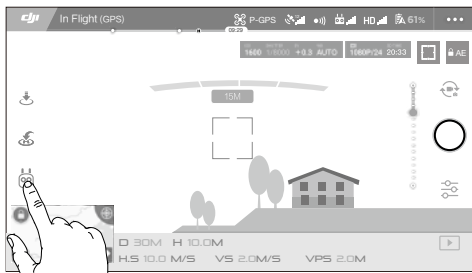 dji In Flight (GPS) P-GPS HD 61%
09:29
1600 1/8000 +0.3 AUTO 1080P/24 20:33 AE
15M
D 30M H 10.0M
H.S 10.0 M/S VS 2.0M/S VPS 2.0M